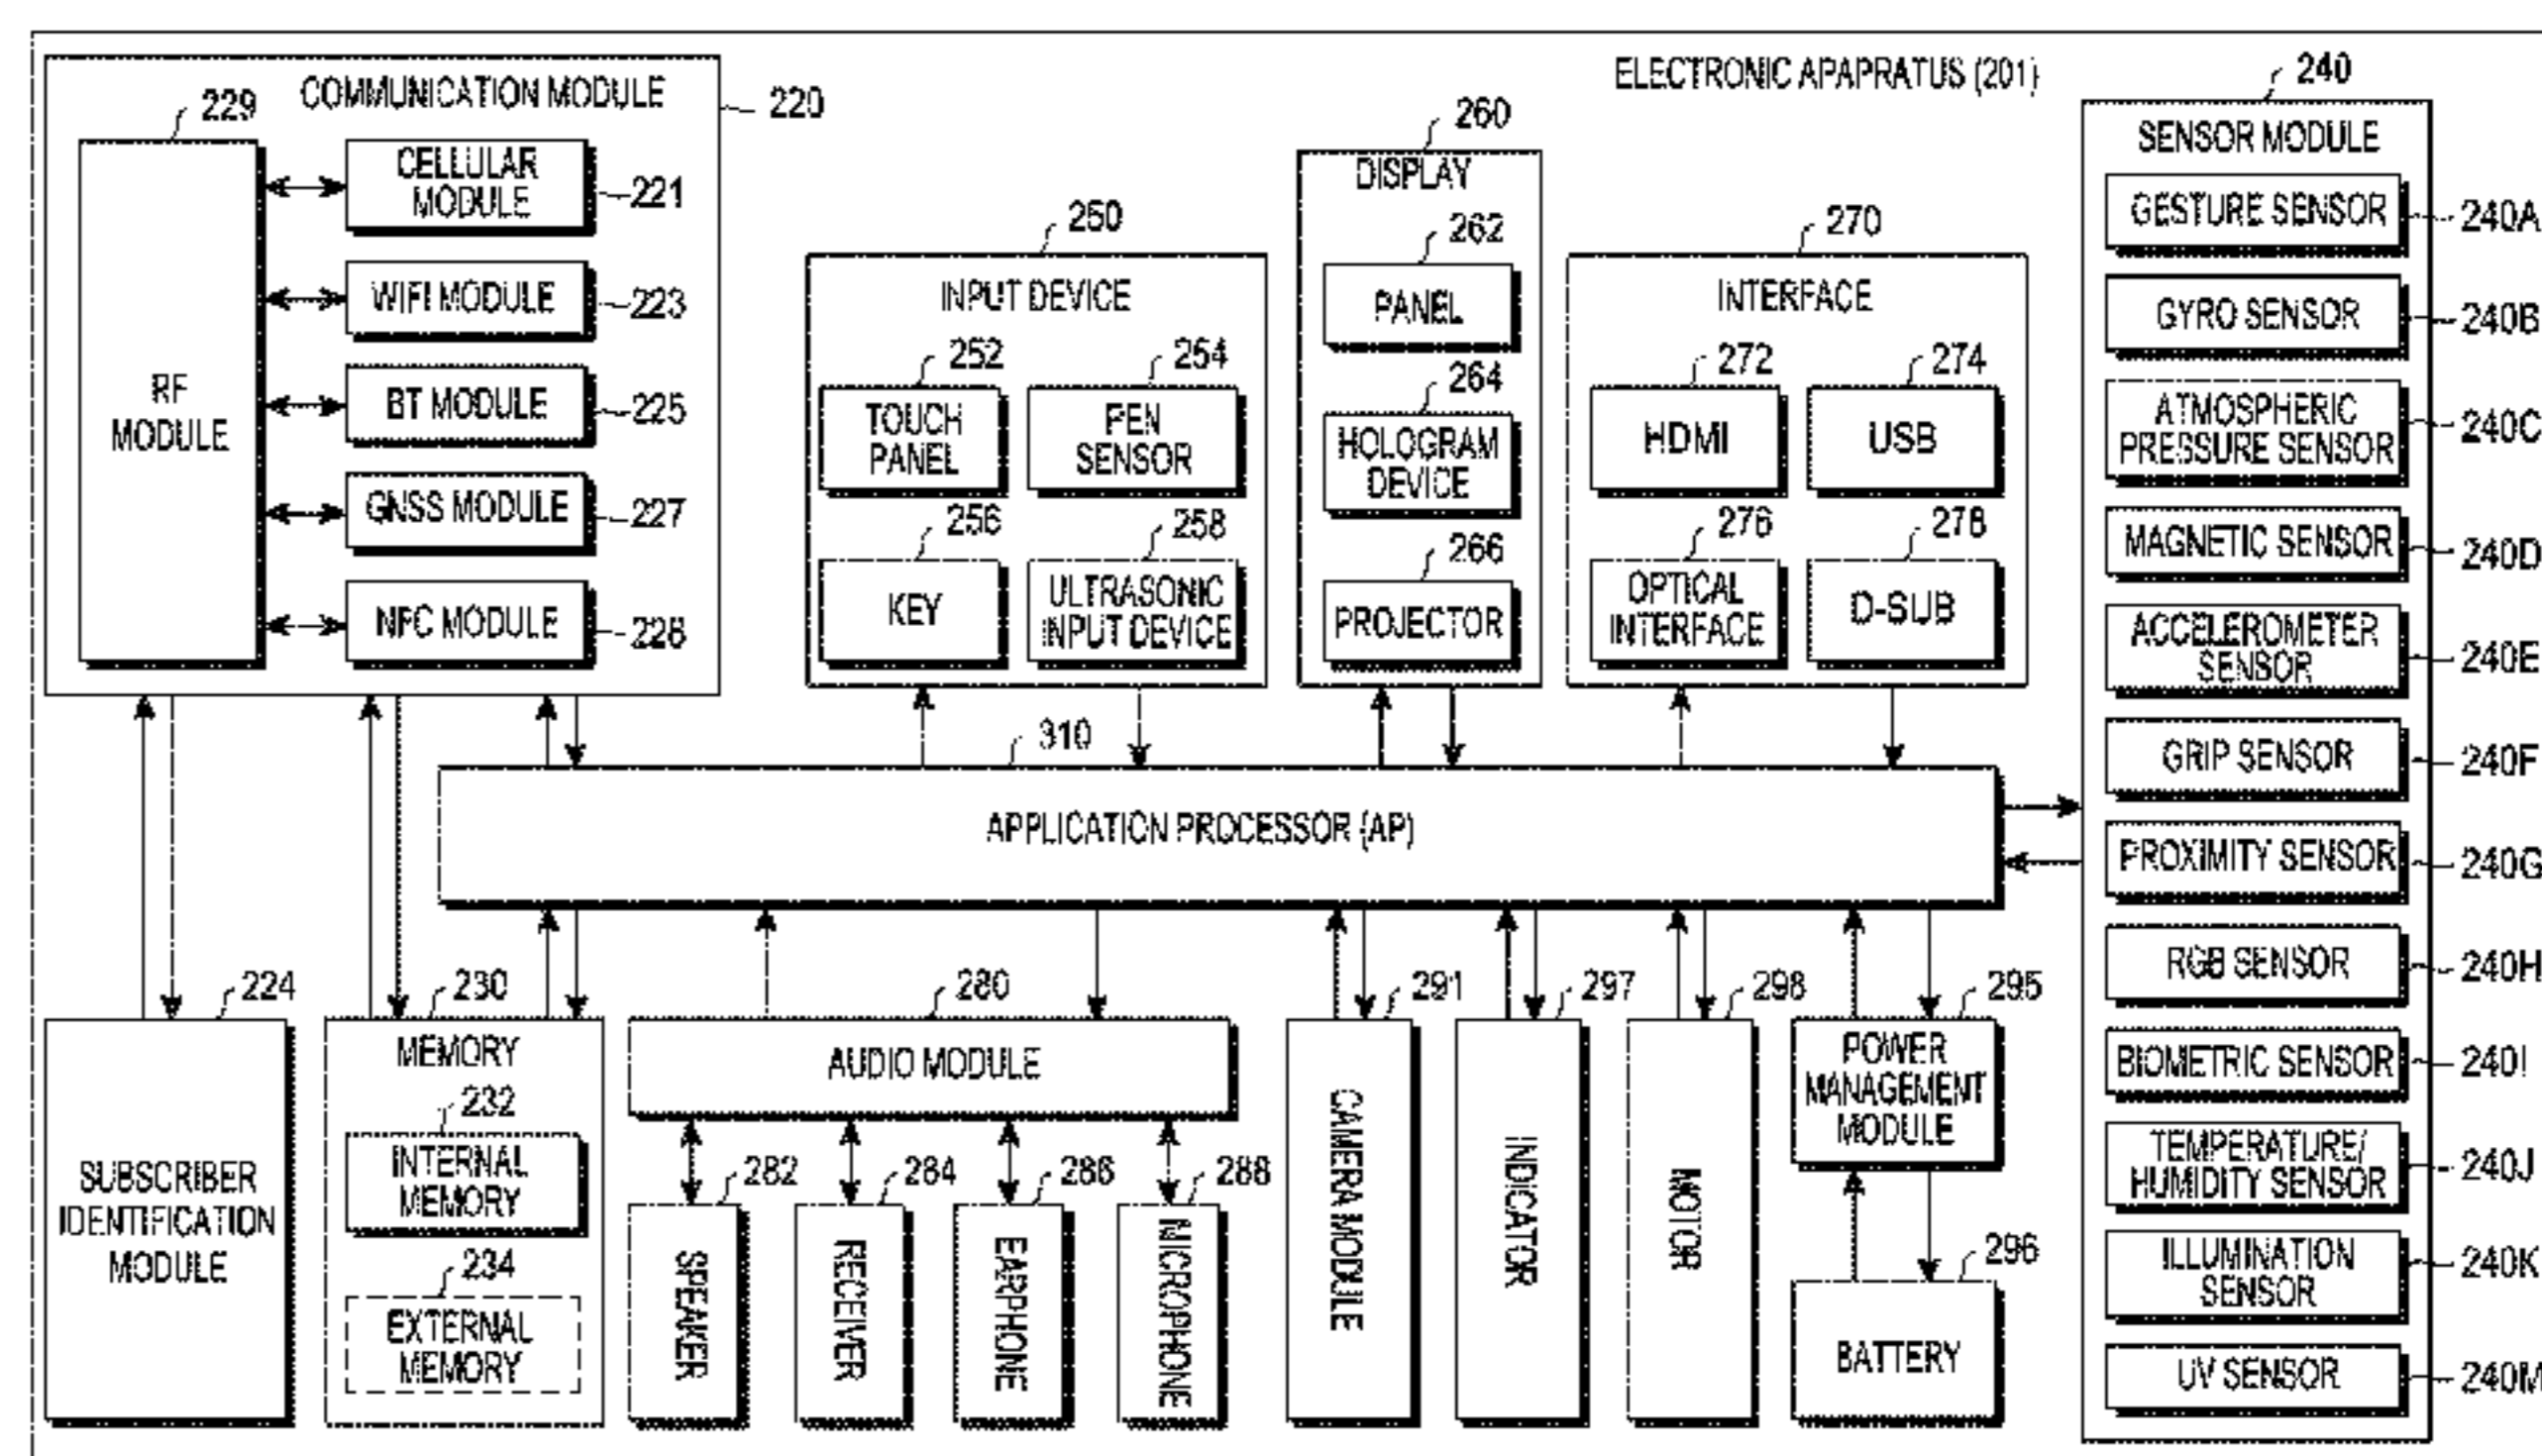 ELECTRONIC APAPRATUS (201)
COMMUNICATION MODULE
220
229
RF
MODULE
CELLULAR
MODULE
221
WIFI MODULE
223
BT MODULE
225
GNSS MODULE
227
NFC MODULE
228
250
INPUT DEVICE
252
TOUCH
PANEL
254
PEN
SENSOR
256
KEY
258
ULTRASONIC
INPUT DEVICE
260
DISPLAY
262
PANEL
264
HOLOGRAM
DEVICE
266
PROJECTOR
270
INTERFACE
272
HDMI
274
USB
276
OPTICAL
INTERFACE
278
D-SUB
240
SENSOR MODULE
GESTURE SENSOR
240A
GYRO SENSOR
240B
ATMOSPHERIC
PRESSURE SENSOR
240C
MAGNETIC SENSOR
240D
ACCELEROMETER
SENSOR
240E
GRIP SENSOR
240F
PROXIMITY SENSOR
240G
RGB SENSOR
240H
BIOMETRIC SENSOR
240I
TEMPERATURE/
HUMIDITY SENSOR
240J
ILLUMINATION
SENSOR
240K
UV SENSOR
240M
310
APPLICATION PROCESSOR (AP)
224
SUBSCRIBER
IDENTIFICATION
MODULE
230
MEMORY
232
INTERNAL
MEMORY
234
EXTERNAL
MEMORY
280
AUDIO MODULE
282
SPEAKER
284
RECEIVER
286
EARPHONE
288
MICROPHONE
291
CAMERA MODULE
297
INDICATOR
298
MOTOR
295
POWER
MANAGEMENT
MODULE
296
BATTERY